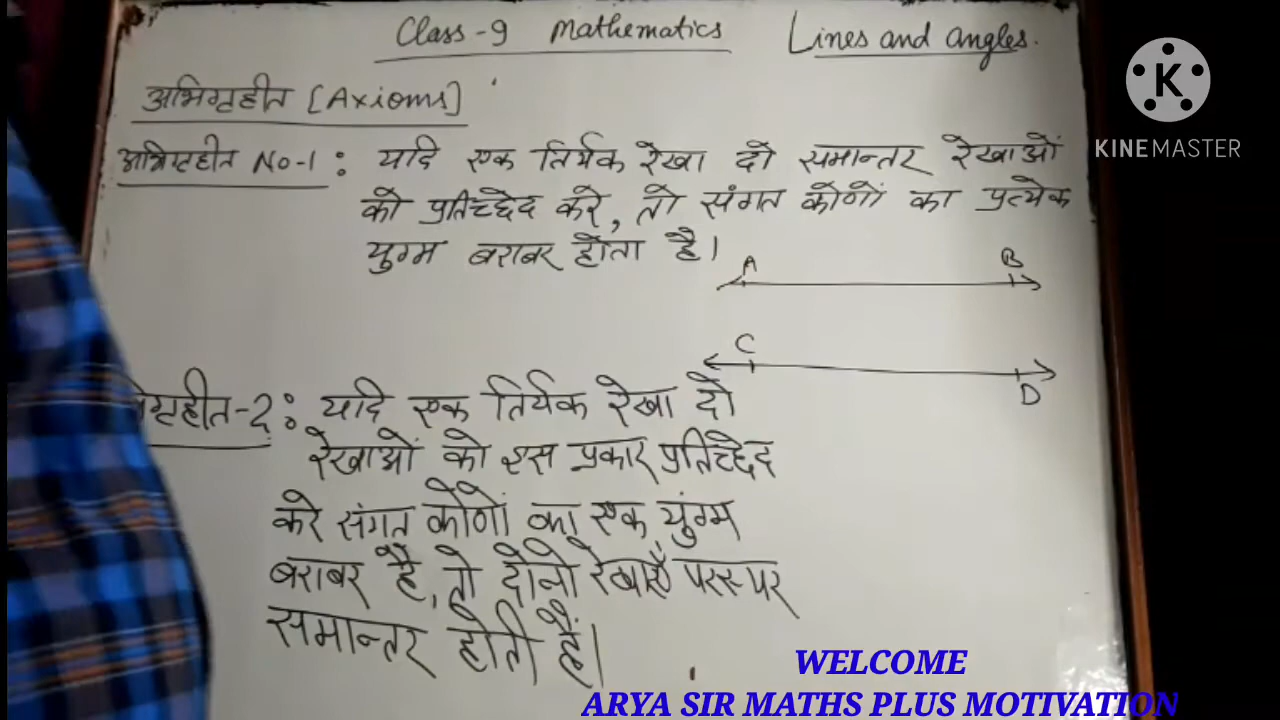 Class-9 Mathematics Lines and angles.
अभिगृहीत [Axioms]
अभिगृहीत No-1: यदि एक तिर्यक रेखा दो समान्तर रेखाओं
को प्रतिच्छेद करे, तो संगत कोणों का प्रत्येक
युग्म बराबर होता है।
A B
C
D
गृहीत-2: यदि एक तिर्यक रेखा दो
रेखाओं को इस प्रकार प्रतिच्छेद
करे संगत कोणों का एक युंग्म
बराबर है, तो दोनो रेखाएँ परस्पर
समान्तर होती हैं।
K
KINEMASTER
WELCOME
ARYA SIR MATHS PLUS MOTIVATION